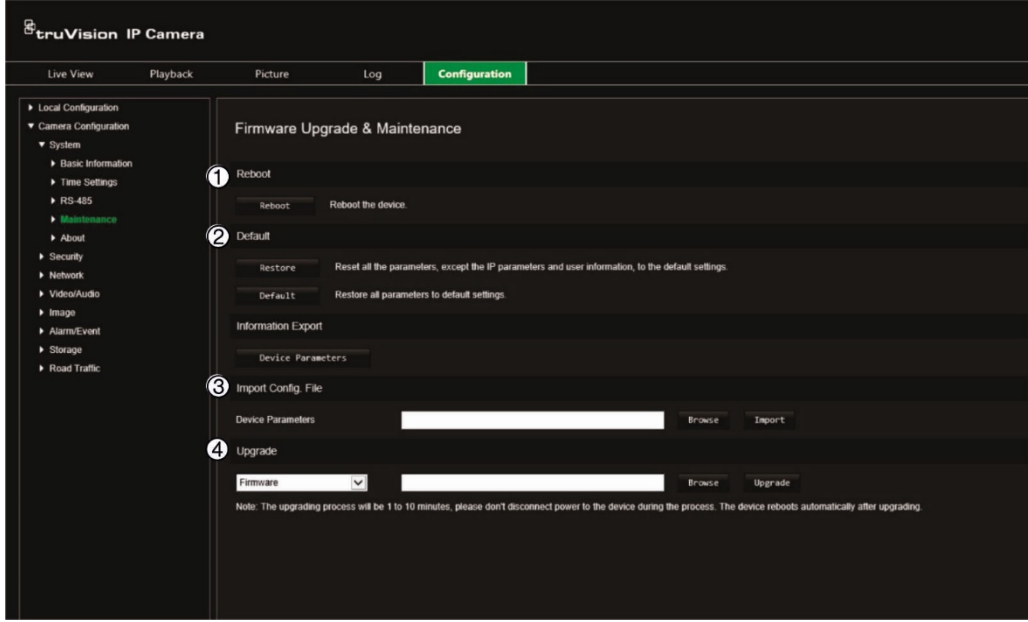 truVision IP Camera
Live View Playback Picture Log Configuration
Local Configuration
Camera Configuration
System
Basic Information
Time Settings
RS-485
Maintenance
About
Security
Network
Video/Audio
Image
Alarm/Event
Storage
Road Traffic
Firmware Upgrade & Maintenance
1 Reboot
Reboot Reboot the device.
2 Default
Restore Reset all the parameters, except the IP parameters and user information, to the default settings.
Default Restore all parameters to default settings.
Information Export
Device Parameters
3 Import Config. File
Device Parameters Browse Import
4 Upgrade
Firmware Browse Upgrade
Note: The upgrading process will be 1 to 10 minutes, please don't disconnect power to the device during the process. The device reboots automatically after upgrading.